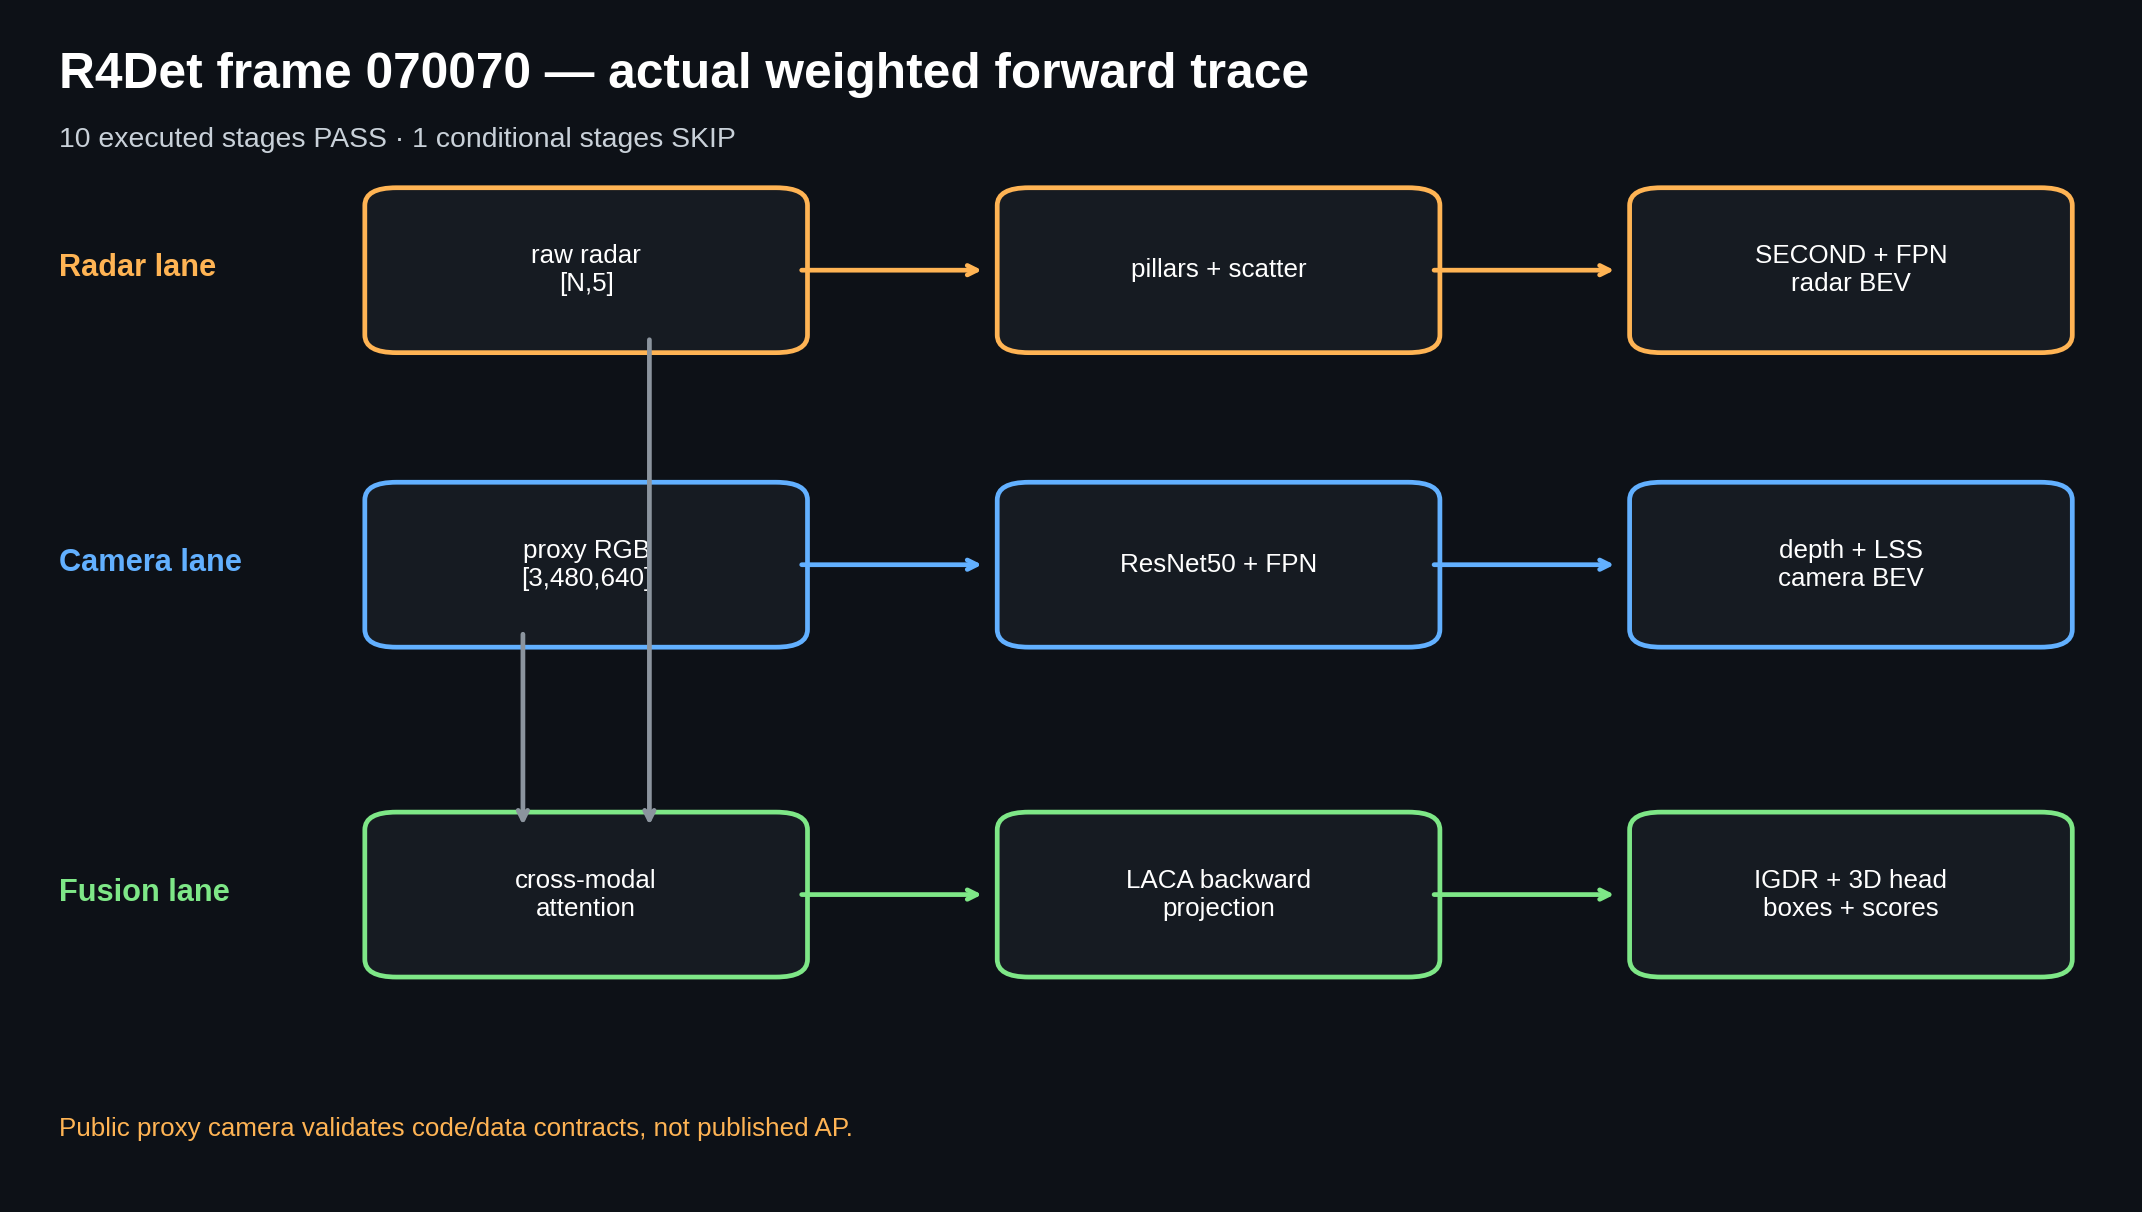 R4Det frame 070070 — actual weighted forward trace
10 executed stages PASS · 1 conditional stages SKIP
Radar lane
raw radar
[N,5]
pillars + scatter
SECOND + FPN
radar BEV
Camera lane
proxy RGB
[3,480,640]
ResNet50 + FPN
depth + LSS
camera BEV
Fusion lane
cross-modal
attention
LACA backward
projection
IGDR + 3D head
boxes + scores
Public proxy camera validates code/data contracts, not published AP.